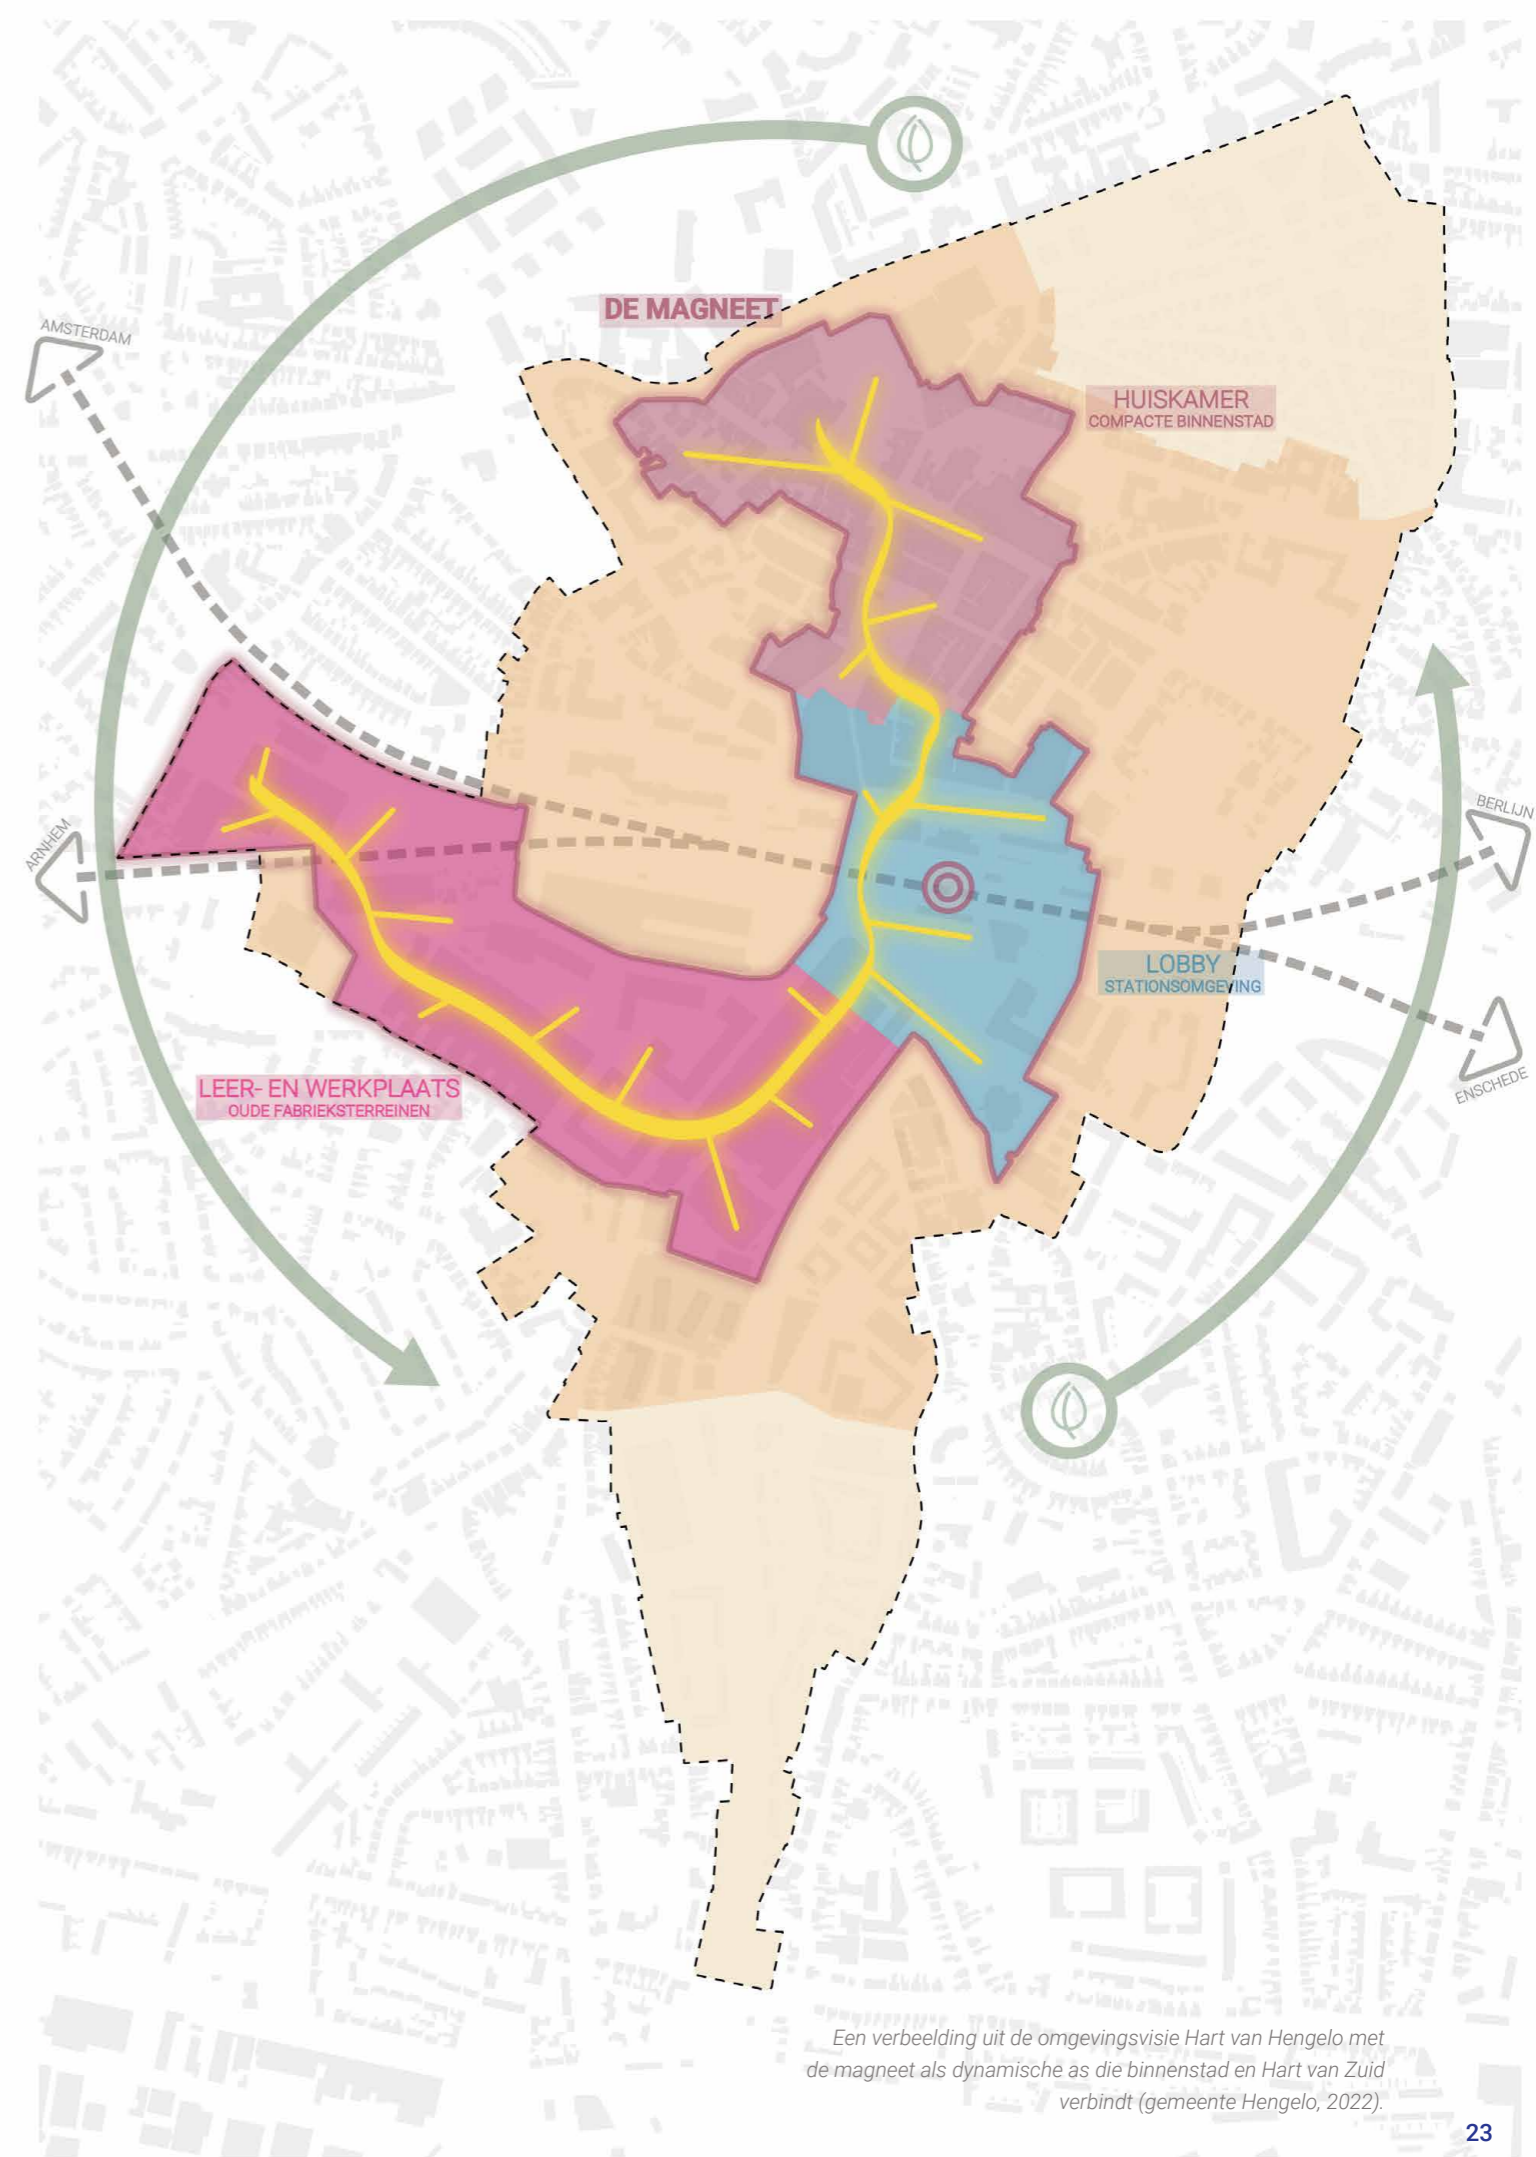 DE MAGNEET
AMSTERDAM
HUISKAMER
COMPACTE BINNENSTAD
BERLIJN
ARNHEM
LOBBY
STATIONSOMGEVING
ENSCHEDE
LEER- EN WERKPLAATS
OUDE FABRIEKSTERREINEN
Een verbeelding uit de omgevingsvisie Hart van Hengelo met
de magneet als dynamische as die binnenstad en Hart van Zuid
verbindt (gemeente Hengelo, 2022).
23